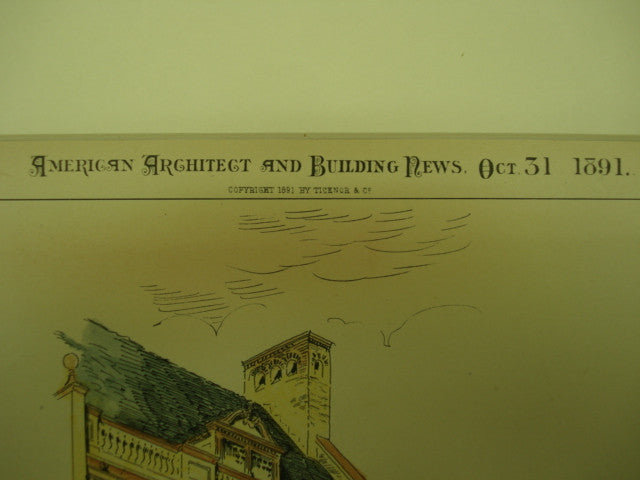 AMERICAN ARCHITECT AND BUILDING NEWS, OCT. 31 1891.
COPYRIGHT 1891 BY TICKNOR & Co